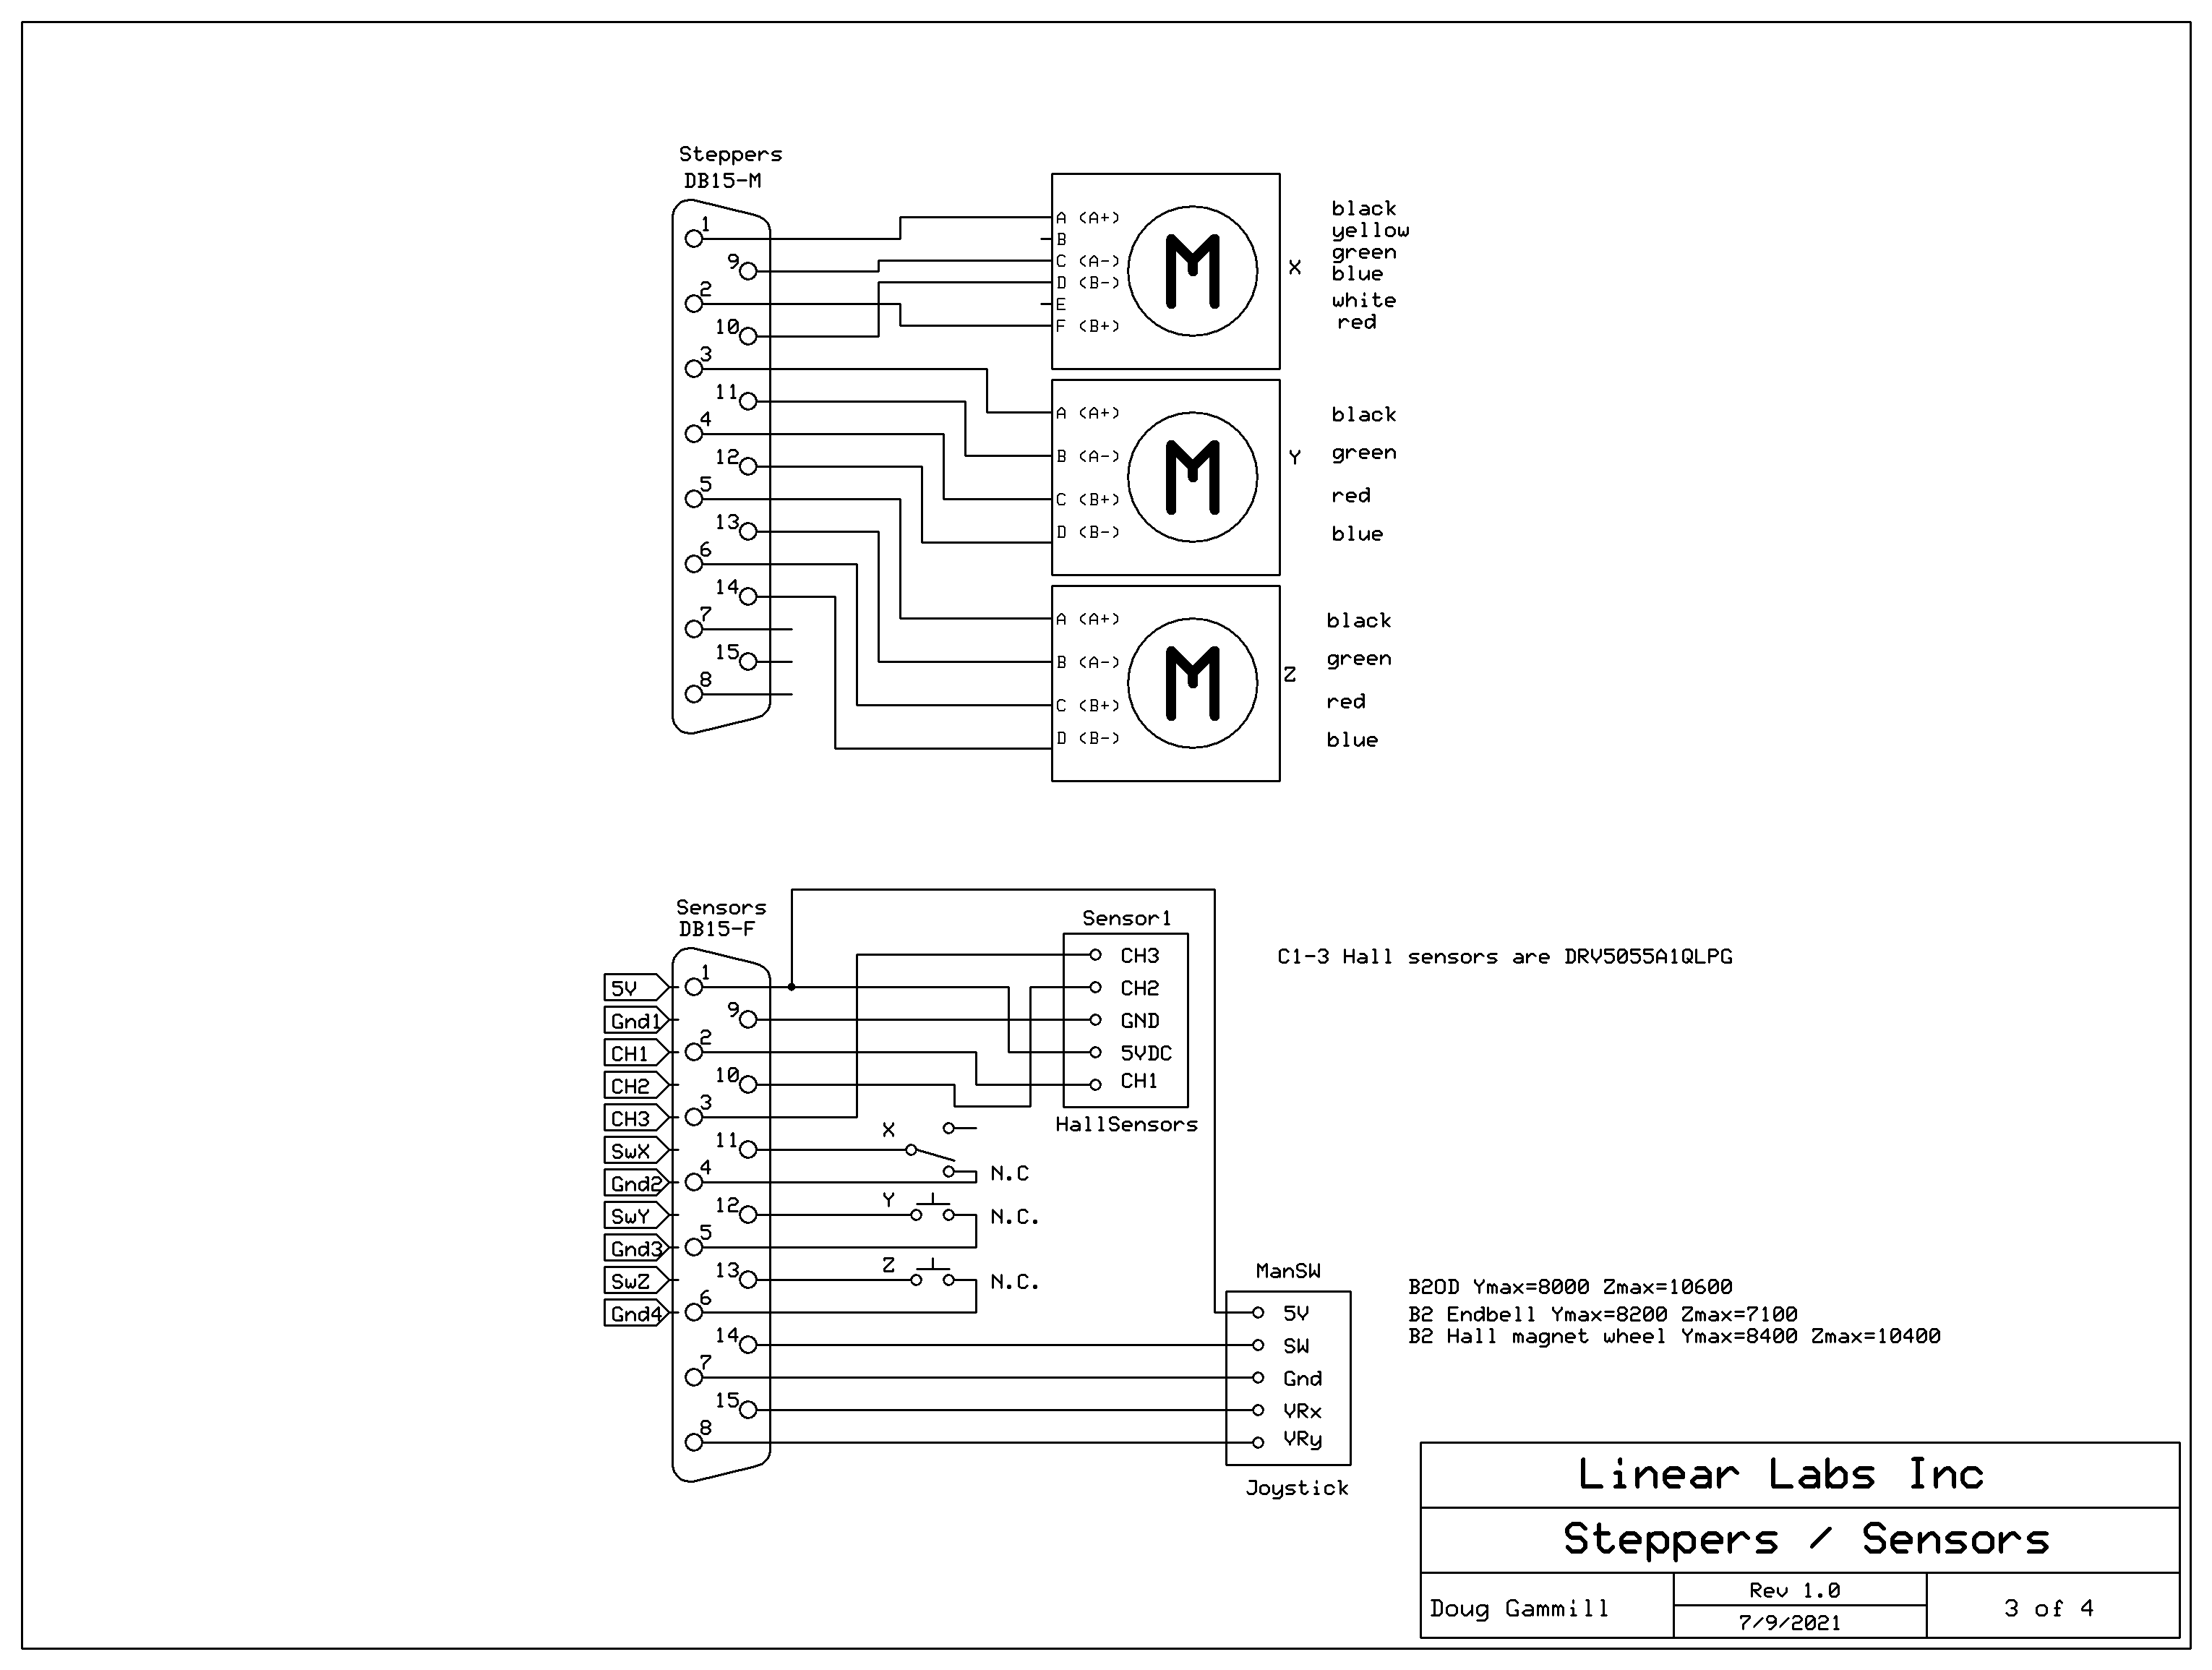 Steppers
DB15-M
1
9
2
10
3
11
4
12
5
13
6
14
7
15
8
A (A+)
B
C (A-)
D (B-)
E
F (B+)
M
X
black
yellow
green
blue
white
red
A (A+)
B (A-)
C (B+)
D (B-)
M
Y
black
green
red
blue
A (A+)
B (A-)
C (B+)
D (B-)
M
Z
black
green
red
blue
Sensors
DB15-F
5V
Gnd1
CH1
CH2
CH3
SwX
Gnd2
SwY
Gnd3
SwZ
Gnd4
1
9
2
10
3
11
4
12
5
13
6
14
7
15
8
Sensor1
CH3
CH2
GND
5VDC
CH1
HallSensors
C1-3 Hall sensors are DRV5055A1QLPG
X
N.C
Y
N.C.
Z
N.C.
ManSW
5V
SW
Gnd
VRx
VRy
Joystick
B2OD Ymax=8000 Zmax=10600
B2 Endbell Ymax=8200 Zmax=7100
B2 Hall magnet wheel Ymax=8400 Zmax=10400
Linear Labs Inc
Steppers / Sensors
Doug Gammill
Rev 1.0
7/9/2021
3 of 4